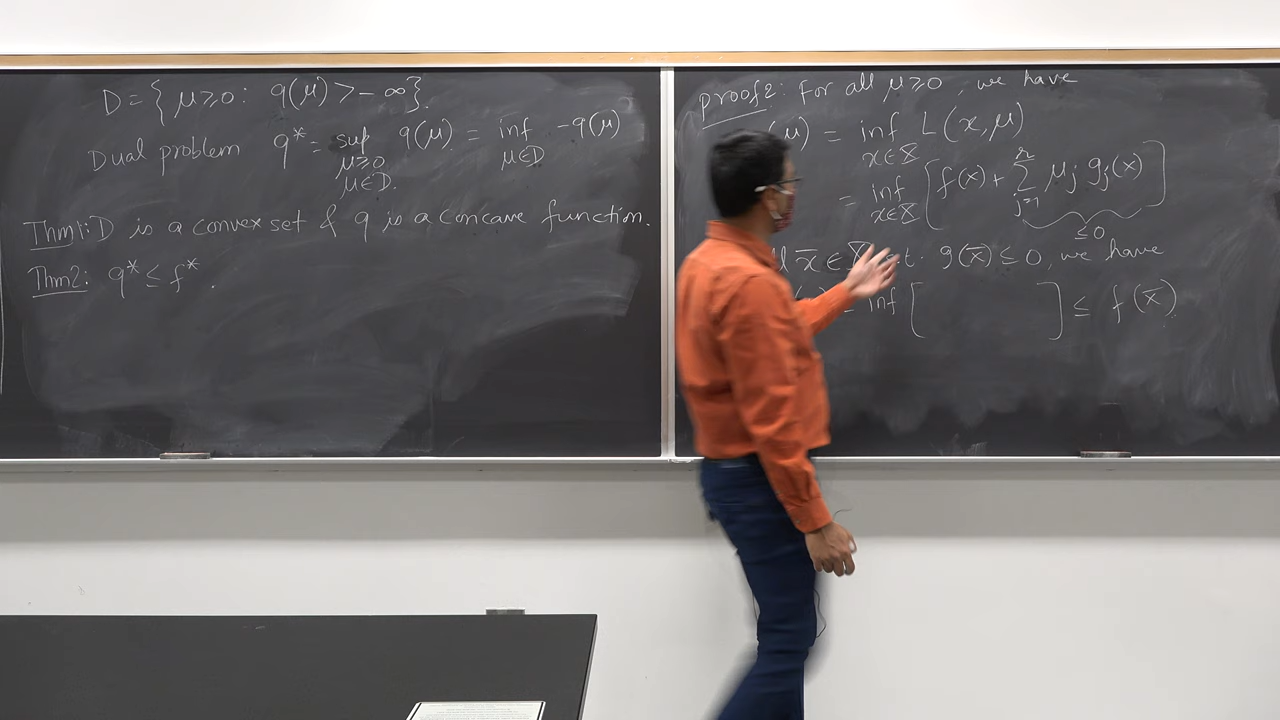 D = { μ ≥ 0 : q(μ) > -∞ }.
Dual problem q* = sup q(μ) = inf -q(μ)
μ≥0 μ∈D
μ∈D.
Thm1: D is a convex set & q is a concave function.
Thm2: q* ≤ f*.
proof2: For all μ≥0, we have
(μ) = inf L(x, μ)
x∈X
= inf [ f(x) + Σ μj gj(x) ]
x∈X j=1 r
≤0
x̄ ∈ X g(x̄) ≤ 0, we have
= inf [ ] ≤ f(x̄)